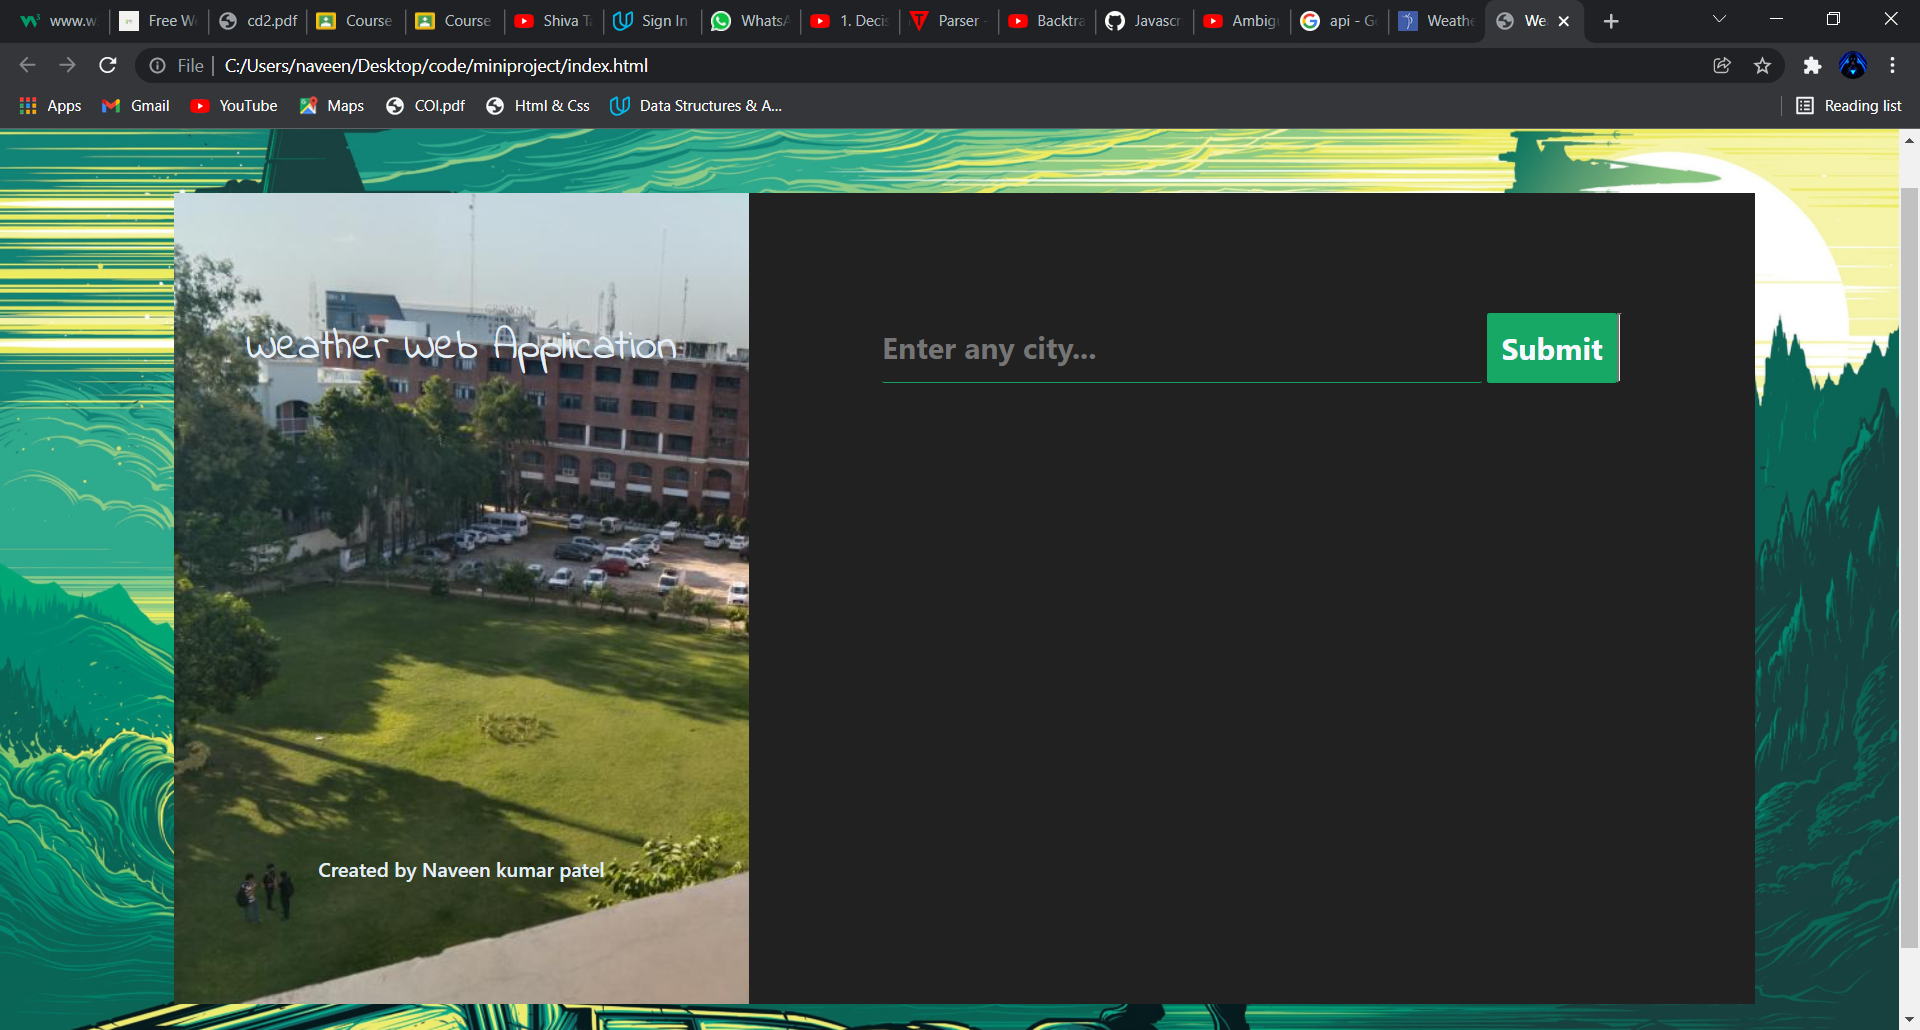 www.w
Free W
cd2.pdf
Course
Course
Shiva Ta
Sign In
WhatsA
1. Decis
Parser -
Backtra
Javascr
Ambig
api - G
Weathe
We
File
C:/Users/naveen/Desktop/code/miniproject/index.html
Apps
Gmail
YouTube
Maps
COI.pdf
Html & Css
Data Structures & A...
Reading list
Weather Web Application
Enter any city...
Submit
Created by Naveen kumar patel